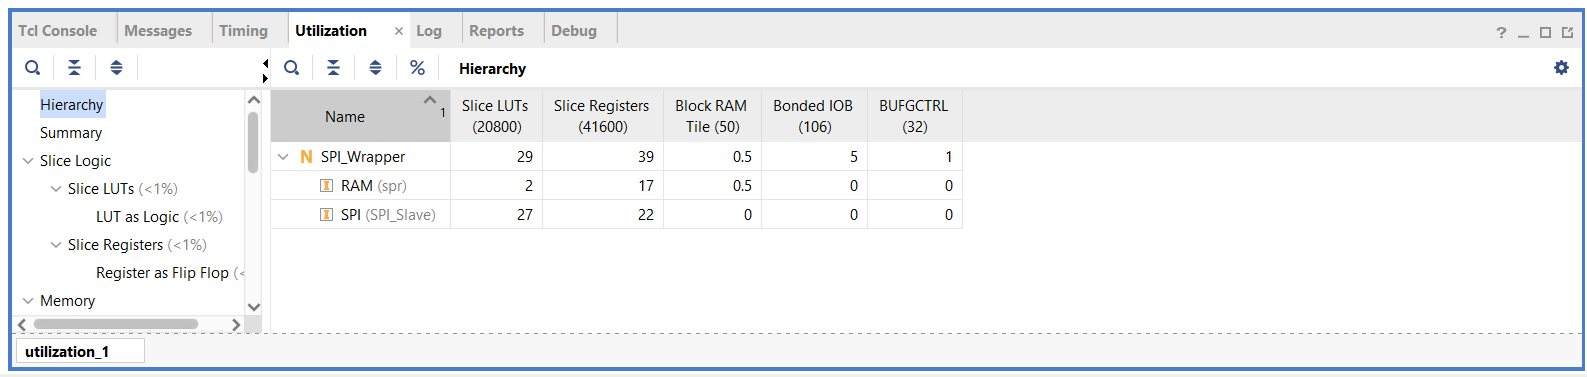 Tcl Console Messages Timing Utilization × Log Reports Debug ? _
% Hierarchy
Hierarchy
Summary
Slice Logic
Slice LUTs (<1%)
LUT as Logic (<1%)
Slice Registers (<1%)
Register as Flip Flop (<
Memory
Name 1 Slice LUTs (20800) Slice Registers (41600) Block RAM Tile (50) Bonded IOB (106) BUFGCTRL (32)
N SPI_Wrapper 29 39 0.5 5 1
I RAM (spr) 2 17 0.5 0 0
I SPI (SPI_Slave) 27 22 0 0 0
utilization_1